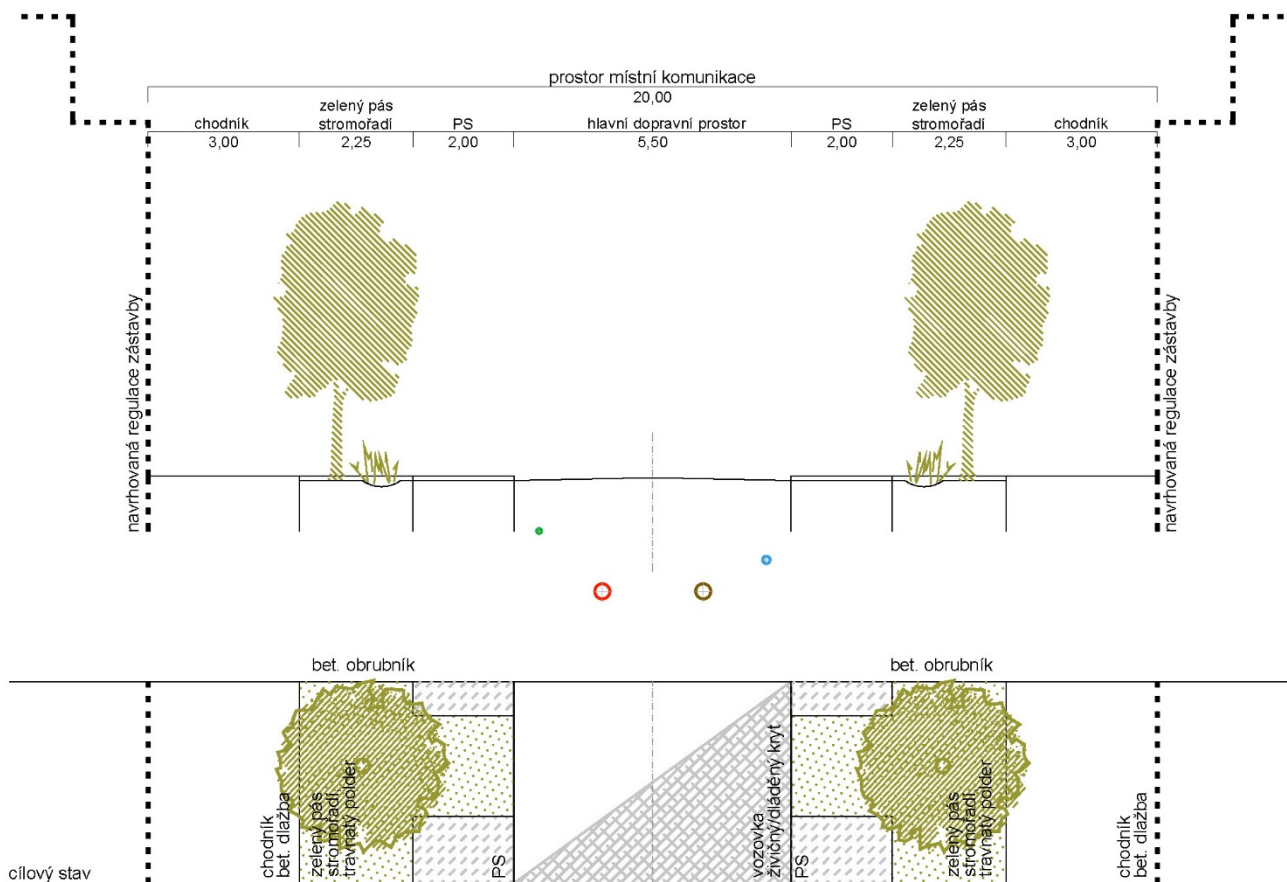 prostor místní komunikace
20,00
chodník
3,00
zelený pás
stromořadí
2,25
PS
2,00
hlavní dopravní prostor
5,50
PS
2,00
zelený pás
stromořadí
2,25
chodník
3,00
navrhovaná regulace zástavby
navrhovaná regulace zástavby
bet. obrubník
bet. obrubník
chodník
bet. dlažba
zelený pás
stromořadí
travnatý polder
PS
vozovka
živičný/dláděný kryt
PS
zelený pás
stromořadí
travnatý polder
chodník
bet. dlažba
cílový stav